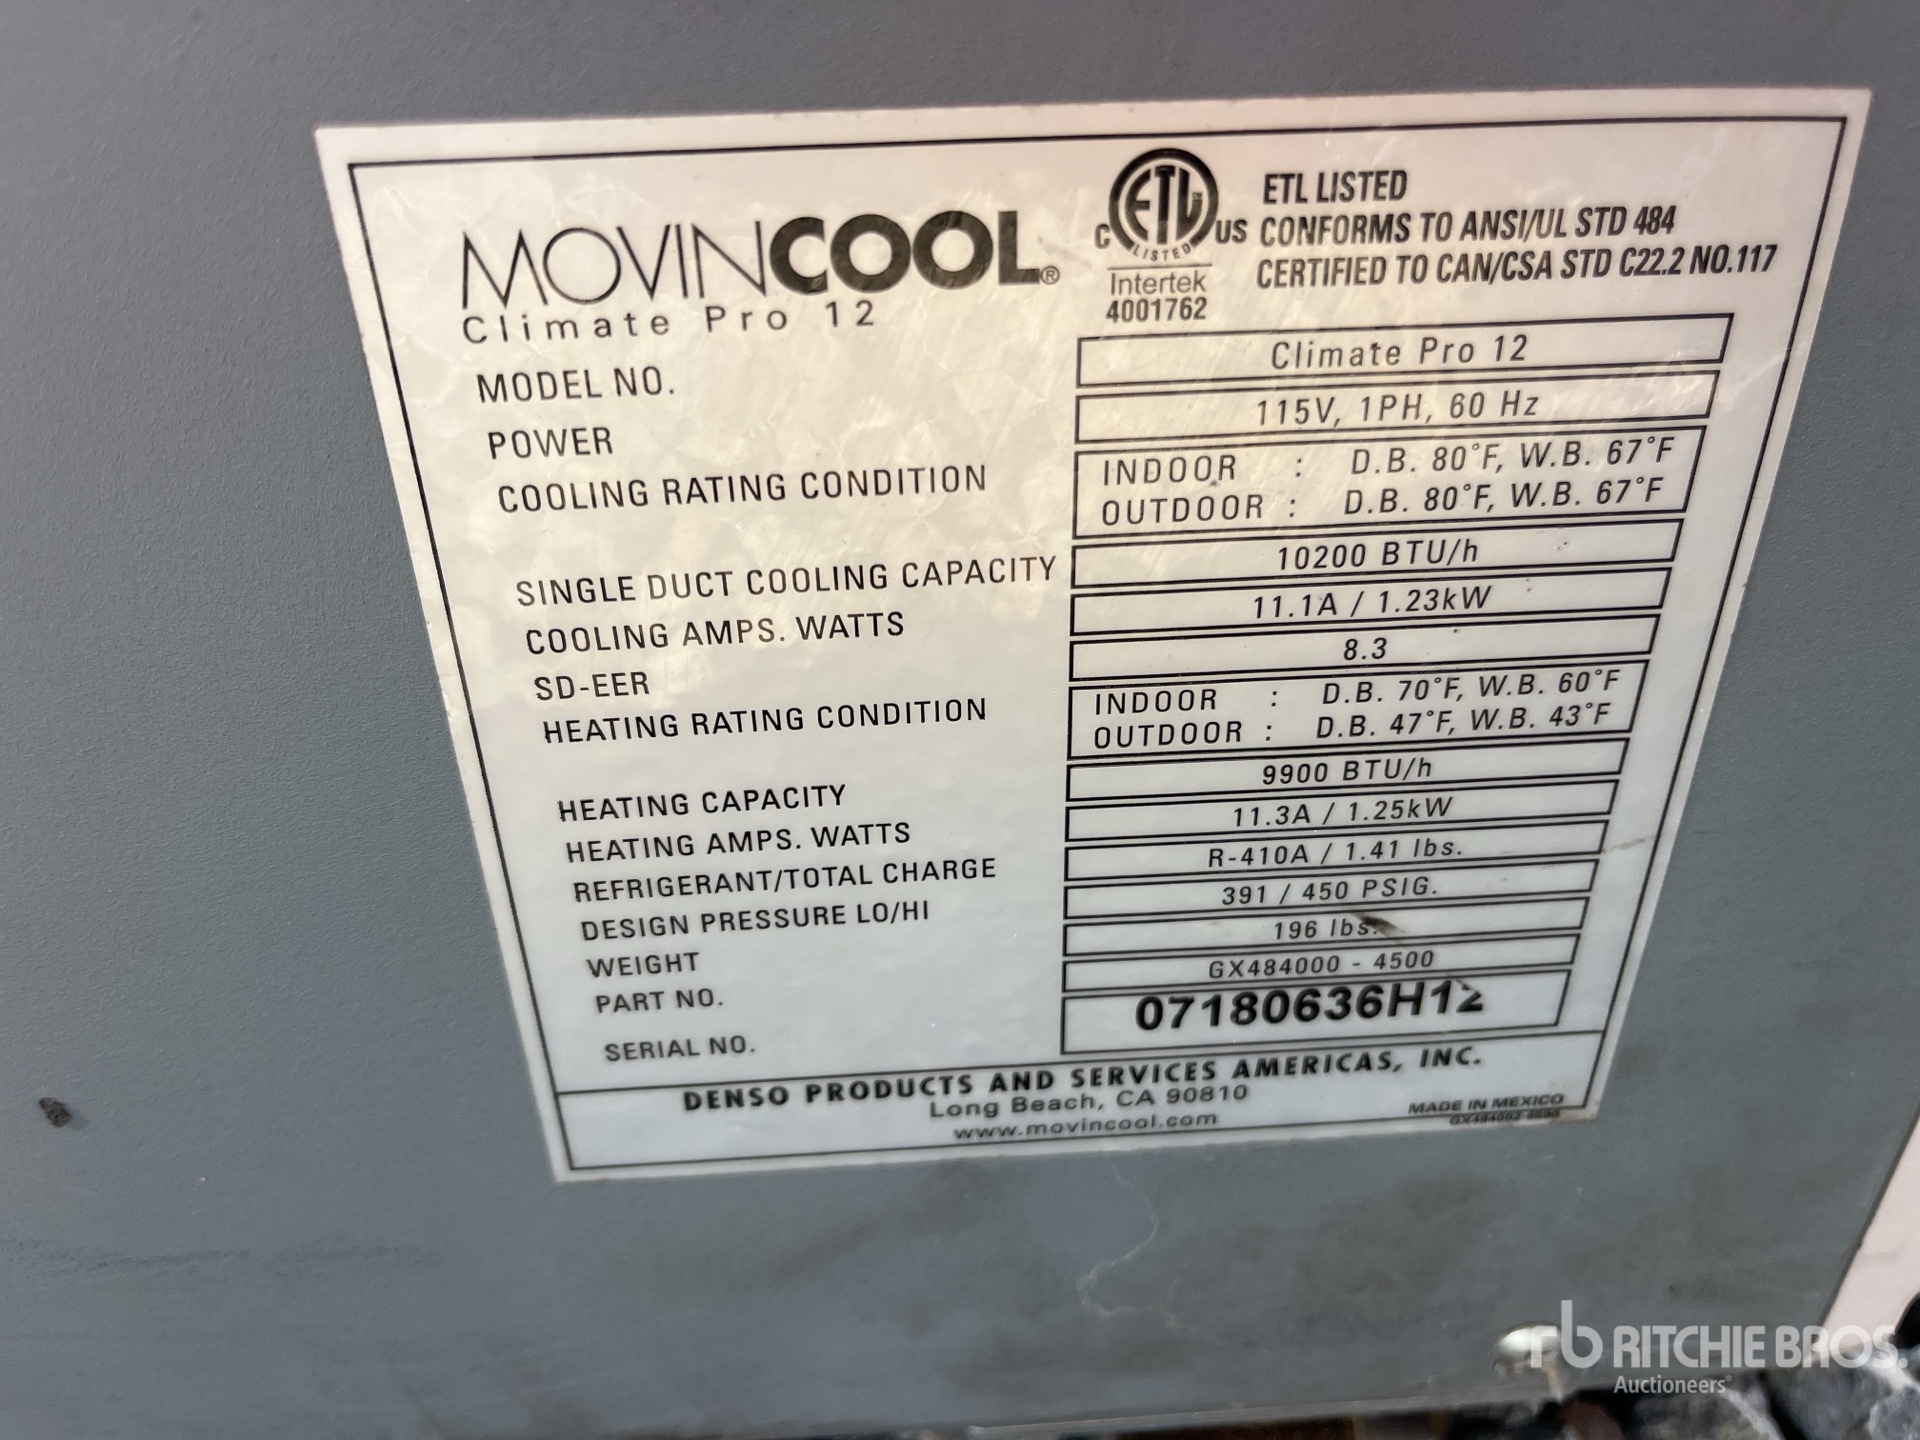 MOVINCOOL®
Climate Pro 12
C ETL US
LISTED
Intertek
4001762
ETL LISTED
CONFORMS TO ANSI/UL STD 484
CERTIFIED TO CAN/CSA STD C22.2 NO.117
MODEL NO. Climate Pro 12
POWER 115V, 1PH, 60 Hz
COOLING RATING CONDITION INDOOR : D.B. 80°F, W.B. 67°F
OUTDOOR : D.B. 80°F, W.B. 67°F
SINGLE DUCT COOLING CAPACITY 10200 BTU/h
COOLING AMPS. WATTS 11.1A / 1.23kW
SD-EER 8.3
HEATING RATING CONDITION INDOOR : D.B. 70°F, W.B. 60°F
OUTDOOR : D.B. 47°F, W.B. 43°F
HEATING CAPACITY 9900 BTU/h
HEATING AMPS. WATTS 11.3A / 1.25kW
REFRIGERANT/TOTAL CHARGE R-410A / 1.41 lbs.
DESIGN PRESSURE LO/HI 391 / 450 PSIG.
WEIGHT 196 lbs.
PART NO. GX484000 - 4500
SERIAL NO. 07180636H12
DENSO PRODUCTS AND SERVICES AMERICAS, INC.
Long Beach, CA 90810
www.movincool.com
MADE IN MEXICO
rb RITCHIE BROS.
Auctioneers